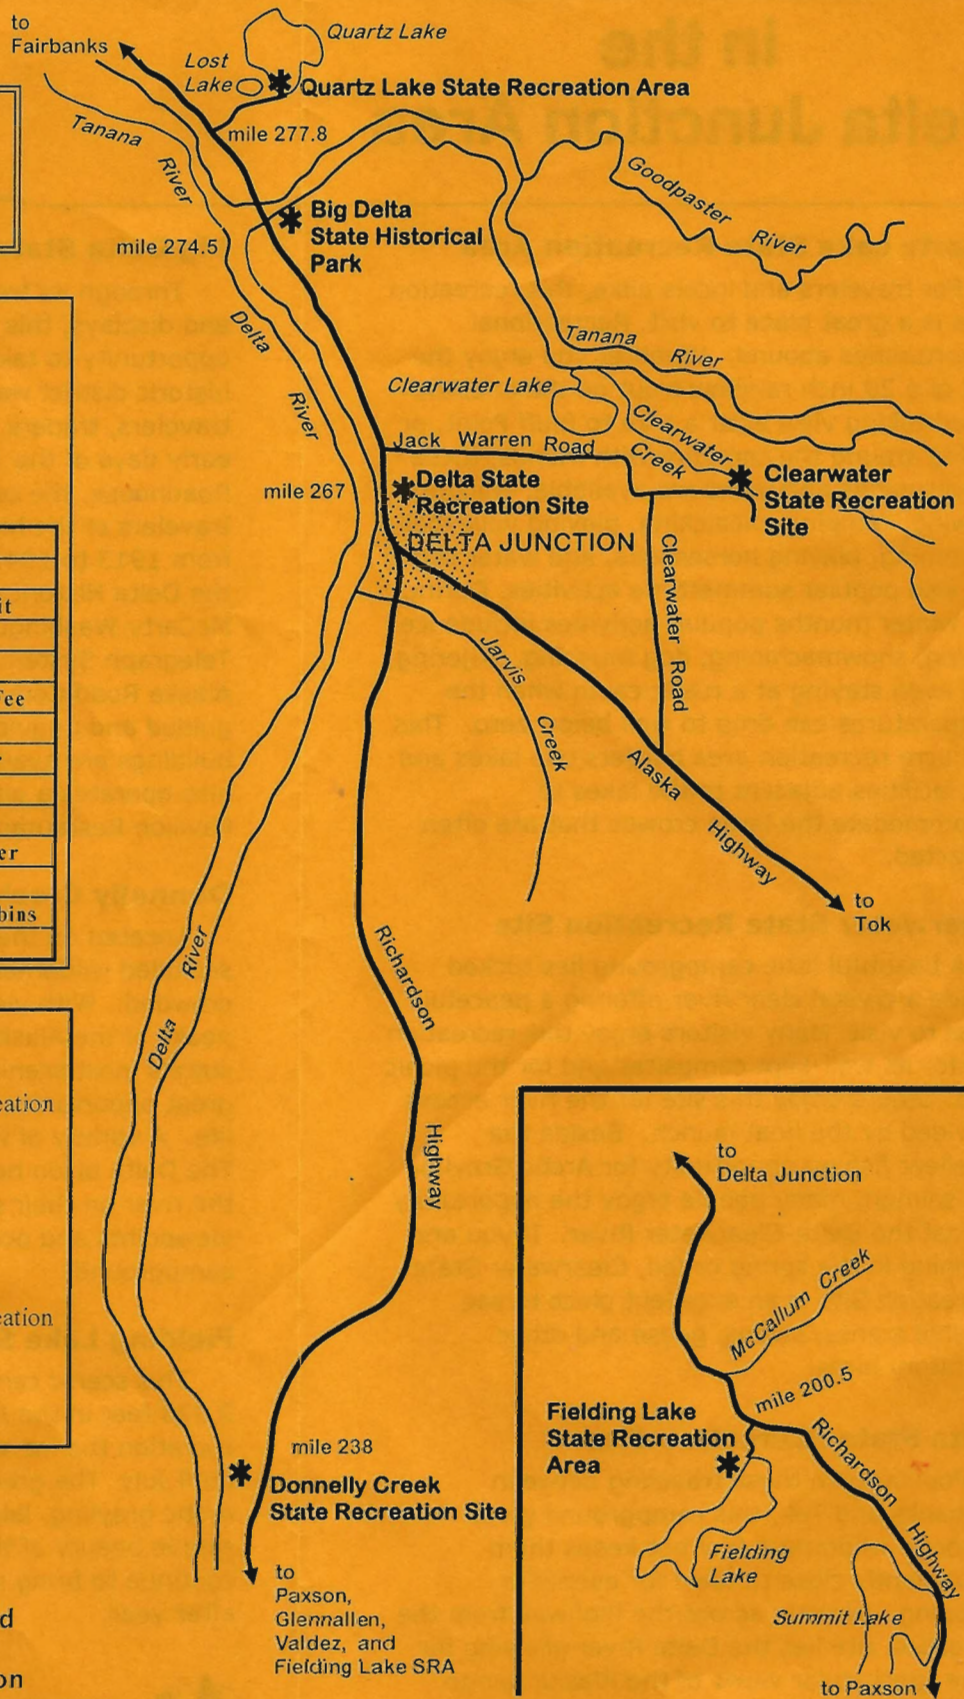 to
Fairbanks
Quartz Lake
Lost
Lake
Quartz Lake State Recreation Area
mile 277.8
Tanana
River
Goodpaster
River
Big Delta
State Historical
Park
mile 274.5
Delta
River
Tanana
River
Clearwater Lake
Clearwater
Creek
Jack Warren Road
Clearwater
State Recreation
Site
Delta State
Recreation Site
mile 267
DELTA JUNCTION
Clearwater
Road
Jarvis
Creek
Alaska
Highway
to
Tok
Richardson
Highway
Delta
River
mile 238
Donnelly Creek
State Recreation Site
to
Paxson,
Glennallen,
Valdez, and
Fielding Lake SRA
to
Delta Junction
McCallum Creek
mile 200.5
Fielding Lake
State Recreation
Area
Richardson
Highway
Fielding
Lake
Summit Lake
to Paxson